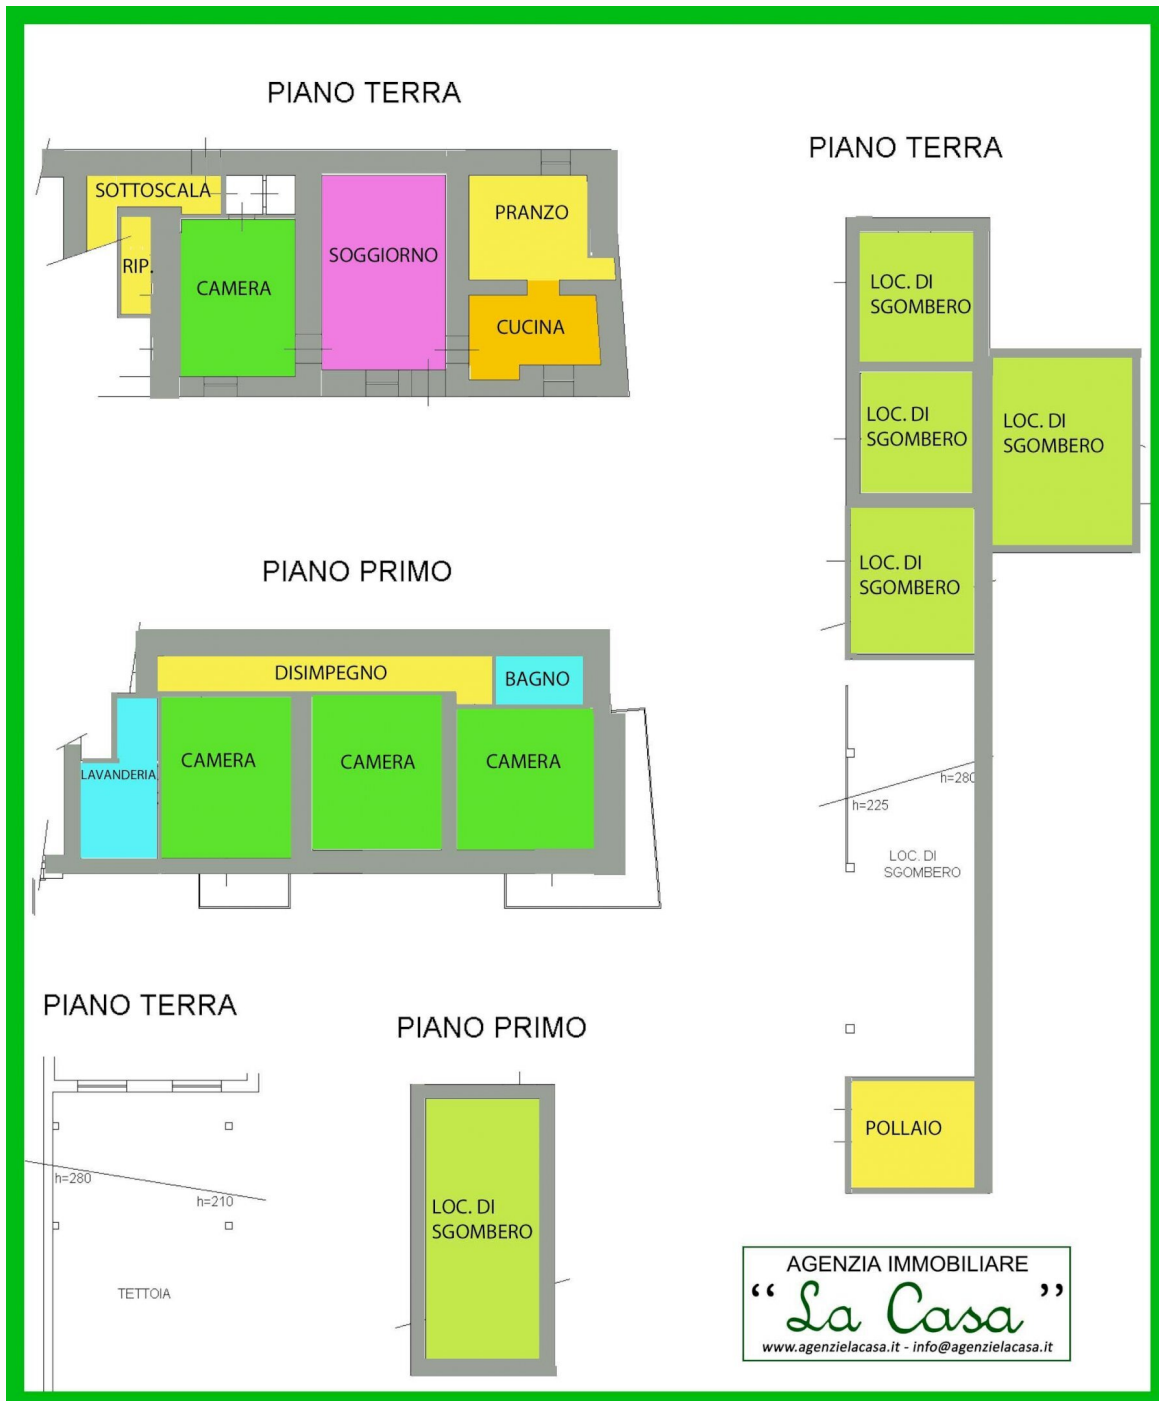 PIANO TERRA
SOTTOSCALA
RIP.
CAMERA
SOGGIORNO
PRANZO
CUCINA
PIANO TERRA
LOC. DI
SGOMBERO
LOC. DI
SGOMBERO
LOC. DI
SGOMBERO
LOC. DI
SGOMBERO
h=280
h=225
LOC. DI
SGOMBERO
POLLAIO
PIANO PRIMO
DISIMPEGNO
BAGNO
LAVANDERIA
CAMERA
CAMERA
CAMERA
PIANO TERRA
h=280
h=210
TETTOIA
PIANO PRIMO
LOC. DI
SGOMBERO
AGENZIA IMMOBILIARE
“La Casa”
www.agenzielacasa.it - info@agenzielacasa.it